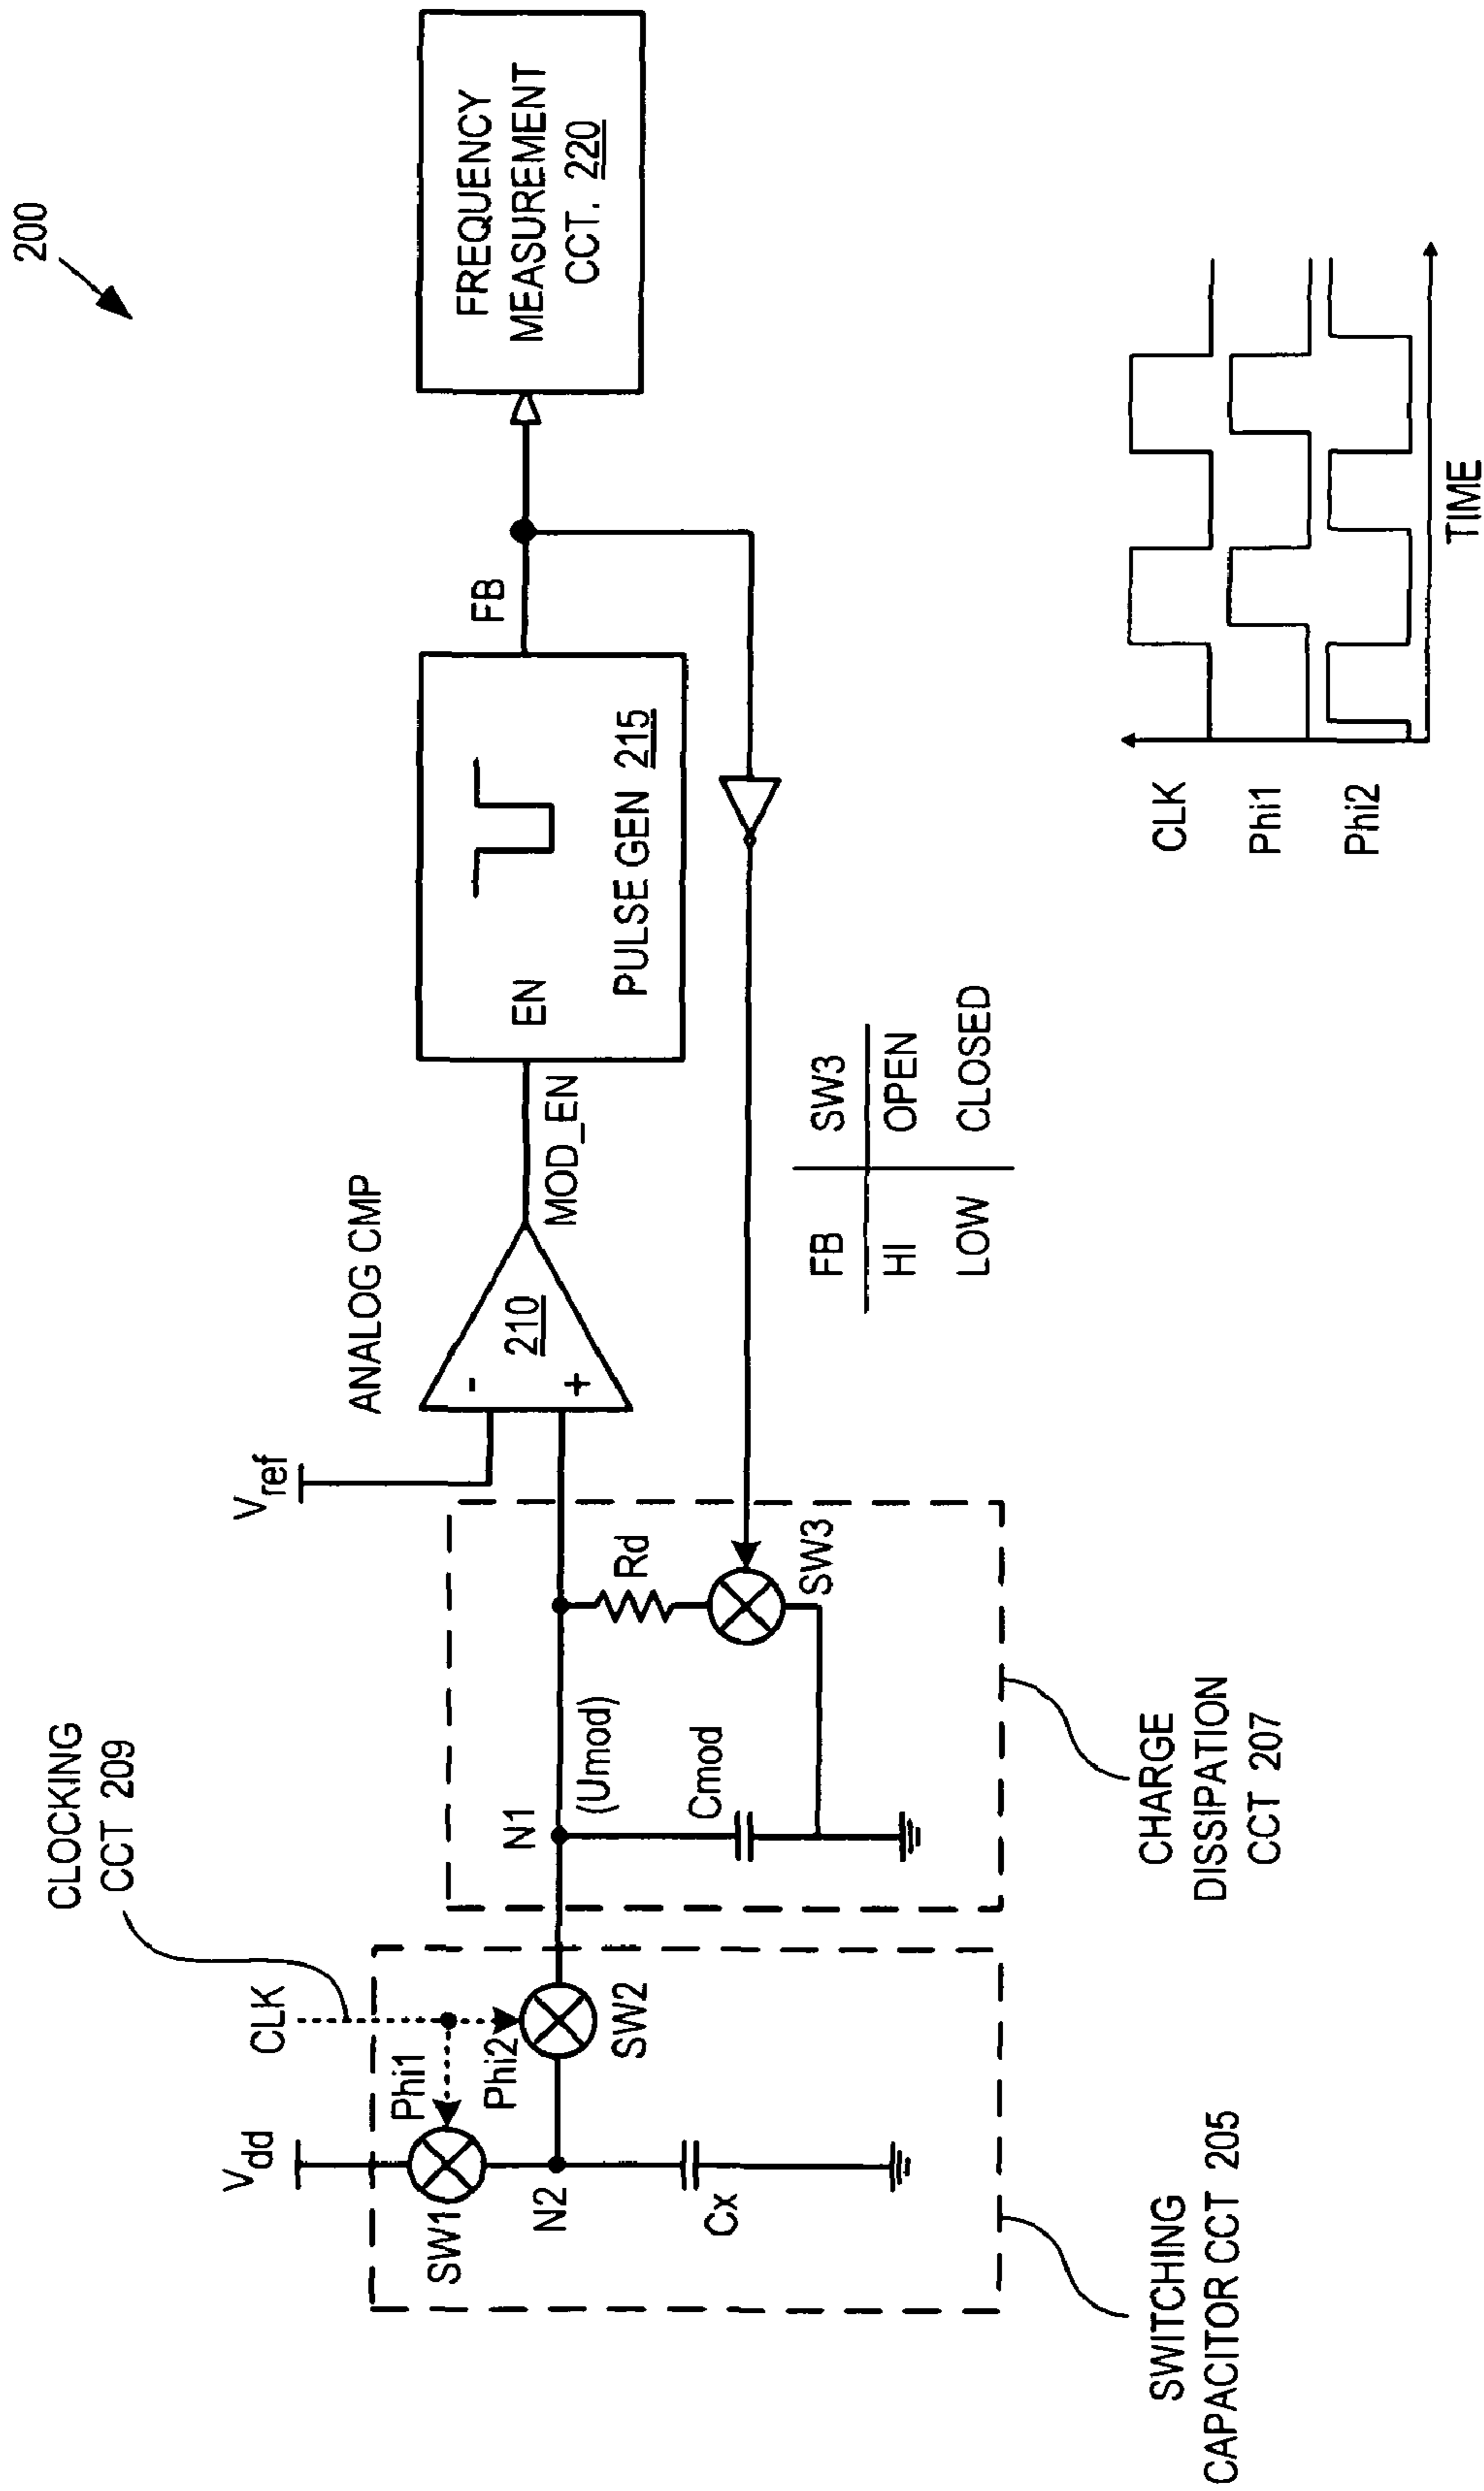 200
CLOCKING
CCT 209
Vdd
CLK
Phi1
Phi2
SW1
SW2
N2
Cx
N1
(Umod)
Cmod
Rd
SW3
Vref
ANALOG CMP
-
+
210
MOD_EN
EN
PULSE GEN 215
FB
FREQUENCY
MEASUREMENT
CCT. 220
SWITCHING
CAPACITOR CCT 205
CHARGE
DISSIPATION
CCT 207
FB SW3
HI OPEN
LOW CLOSED
CLK
Phi1
Phi2
TIME